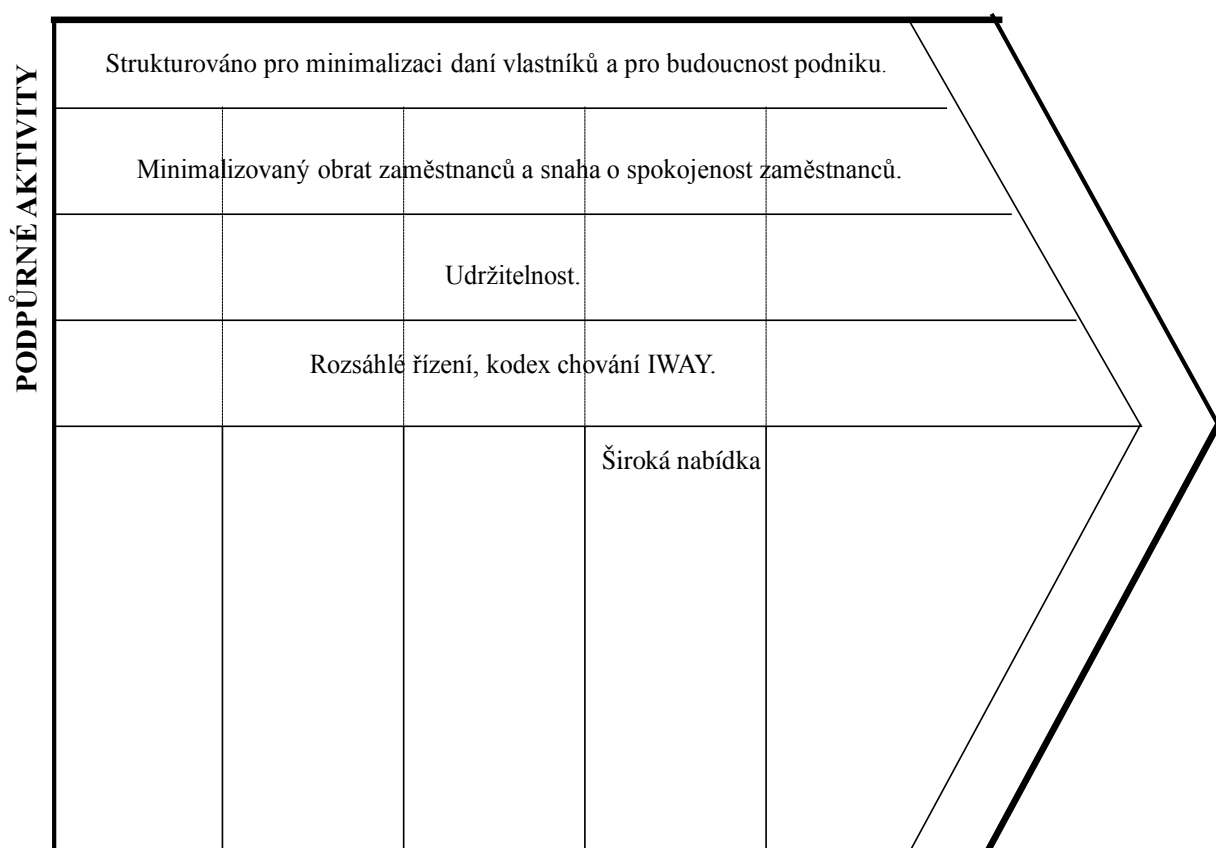 PODPŮRNÉ AKTIVITY
Strukturováno pro minimalizaci daní vlastníků a pro budoucnost podniku.
Minimalizovaný obrat zaměstnanců a snaha o spokojenost zaměstnanců.
Udržitelnost.
Rozsáhlé řízení, kodex chování IWAY.
Široká nabídka